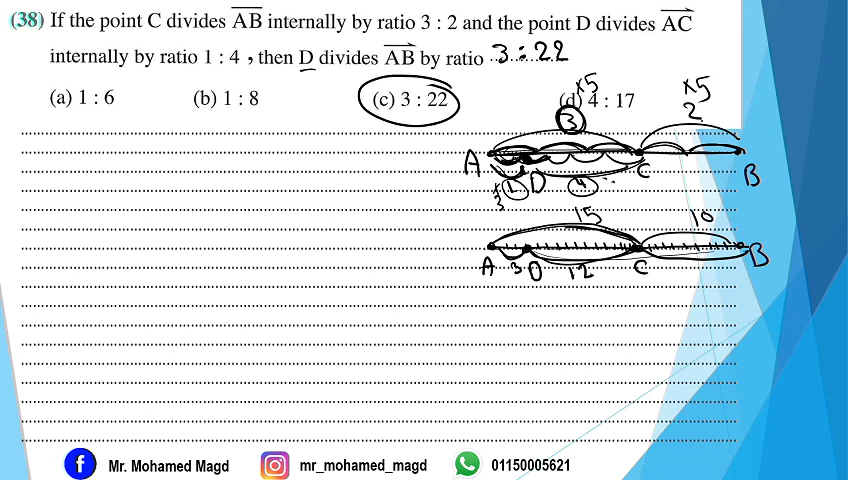 (38) If the point C divides AB internally by ratio 3 : 2 and the point D divides AC
internally by ratio 1 : 4 , then D divides AB by ratio 3 : 22
(a) 1 : 6 (b) 1 : 8 (c) 3 : 22 (d) 4 : 17
×5 ×5
3 2
A D C B
1 4
15 10
A 3 D 12 C B
Mr. Mohamed Magd mr_mohamed_magd 01150005621